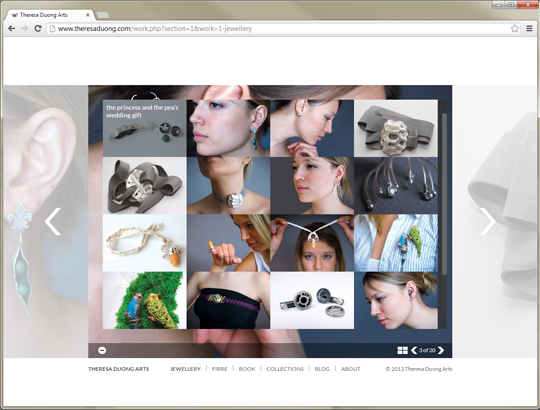 Theresa Duong Arts
www.theresaduong.com/work.php?section=1&work=1-jewellery
the princess and the pea's
wedding gift
3 of 20
THERESA DUONG ARTS JEWELLERY | FIBRE | BOOK | COLLECTIONS | BLOG | ABOUT © 2013 Theresa Duong Arts